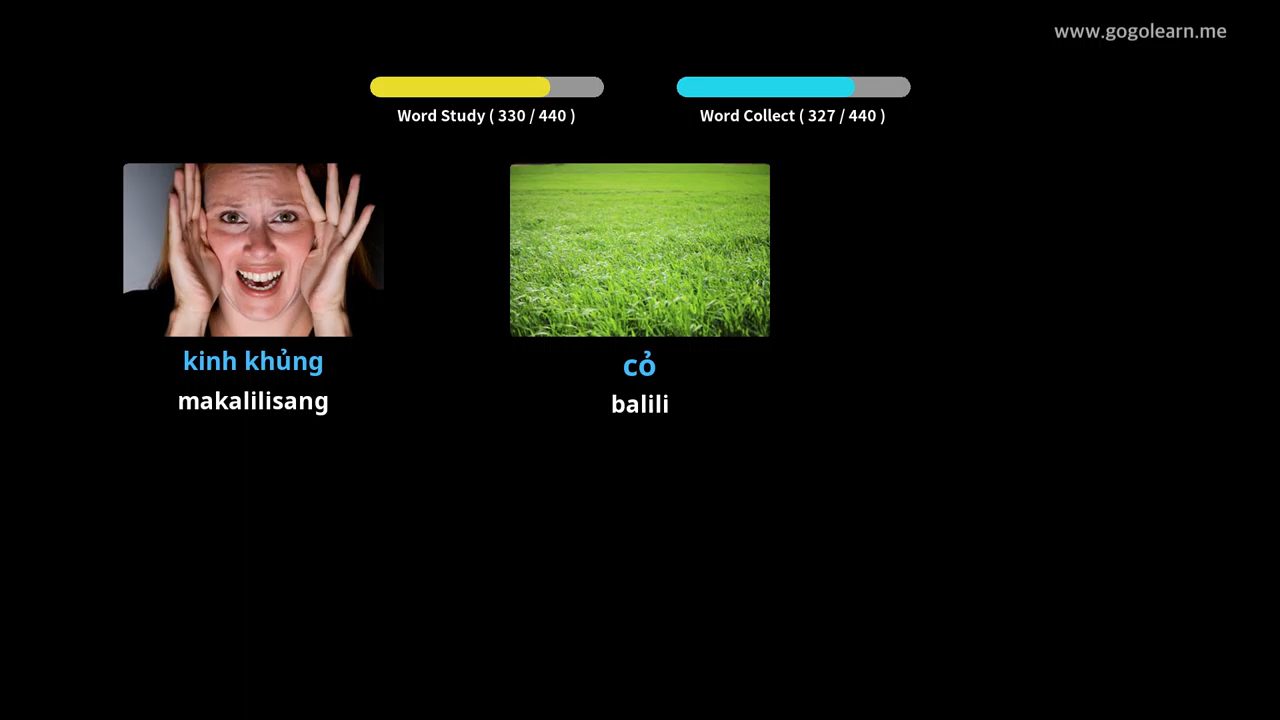 www.gogolearn.me
Word Study ( 330 / 440 )
Word Collect ( 327 / 440 )
kinh khủng
makalilisang
cỏ
balili